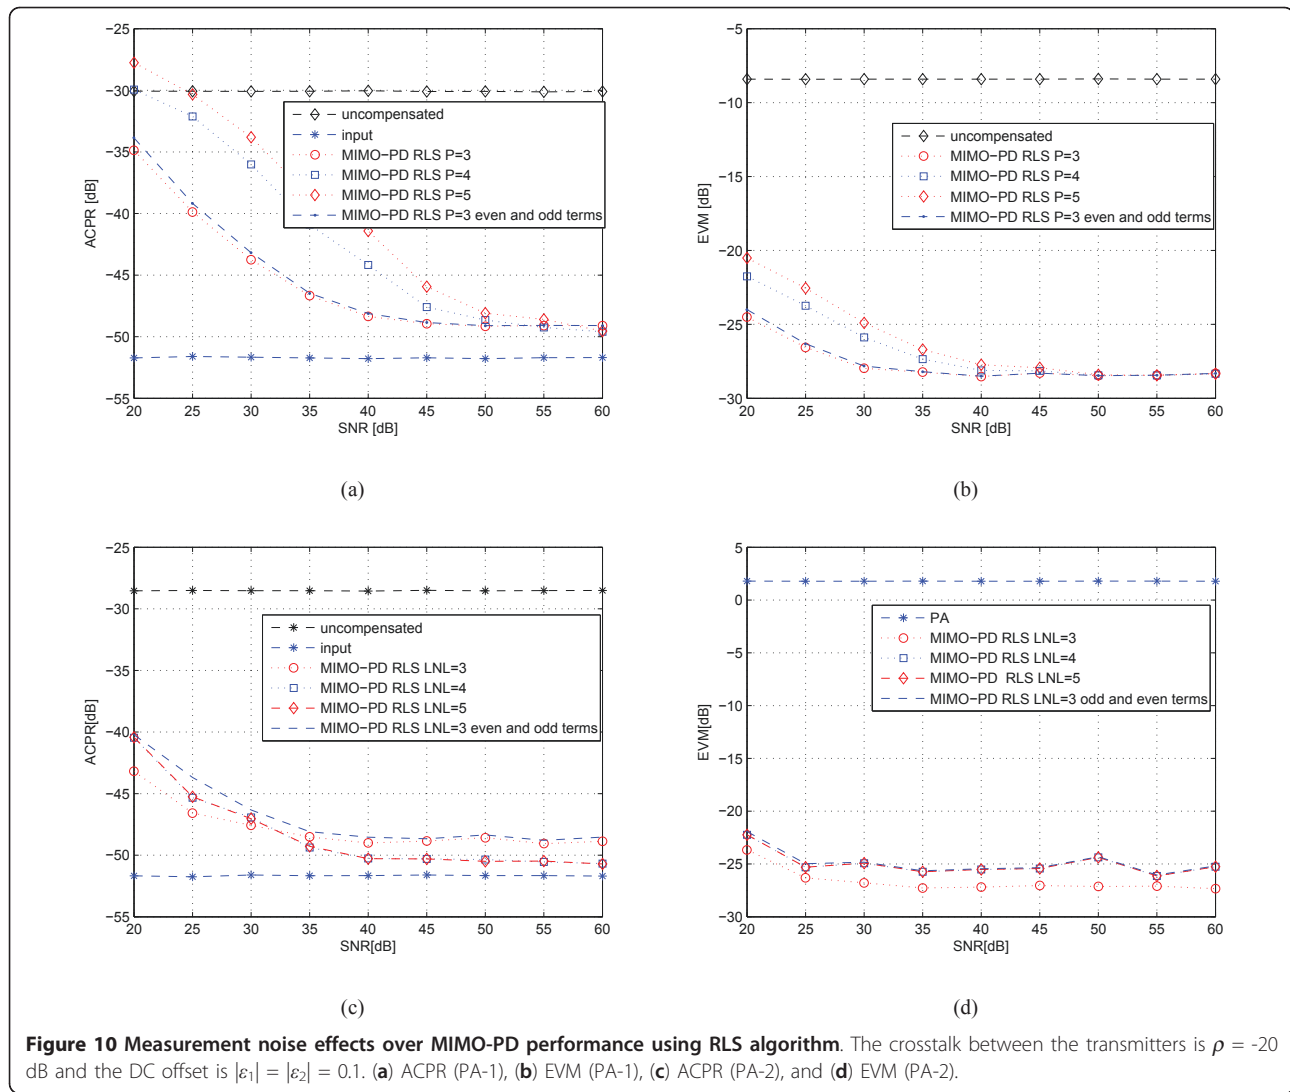 −25
−30
−35
−40
−45
−50
−55
ACPR [dB]
20 25 30 35 40 45 50 55 60
SNR [dB]
uncompensated
input
MIMO−PD RLS P=3
MIMO−PD RLS P=4
MIMO−PD RLS P=5
MIMO−PD RLS P=3 even and odd terms
(a)
−5
−10
−15
−20
−25
−30
EVM [dB]
20 25 30 35 40 45 50 55 60
SNR [dB]
uncompensated
MIMO−PD RLS P=3
MIMO−PD RLS P=4
MIMO−PD RLS P=5
MIMO−PD RLS P=3 even and odd terms
(b)
−25
−30
−35
−40
−45
−50
−55
ACPR[dB]
20 25 30 35 40 45 50 55 60
SNR[dB]
uncompensated
input
MIMO−PD RLS LNL=3
MIMO−PD RLS LNL=4
MIMO−PD RLS LNL=5
MIMO−PD RLS LNL=3 even and odd terms
(c)
5
0
−5
−10
−15
−20
−25
−30
EVM[dB]
20 25 30 35 40 45 50 55 60
SNR[dB]
PA
MIMO−PD RLS LNL=3
MIMO−PD RLS LNL=4
MIMO−PD RLS LNL=5
MIMO−PD RLS LNL=3 odd and even terms
(d)
Figure 10 Measurement noise effects over MIMO-PD performance using RLS algorithm. The crosstalk between the transmitters is ρ = -20
dB and the DC offset is |ε₁| = |ε₂| = 0.1. (a) ACPR (PA-1), (b) EVM (PA-1), (c) ACPR (PA-2), and (d) EVM (PA-2).